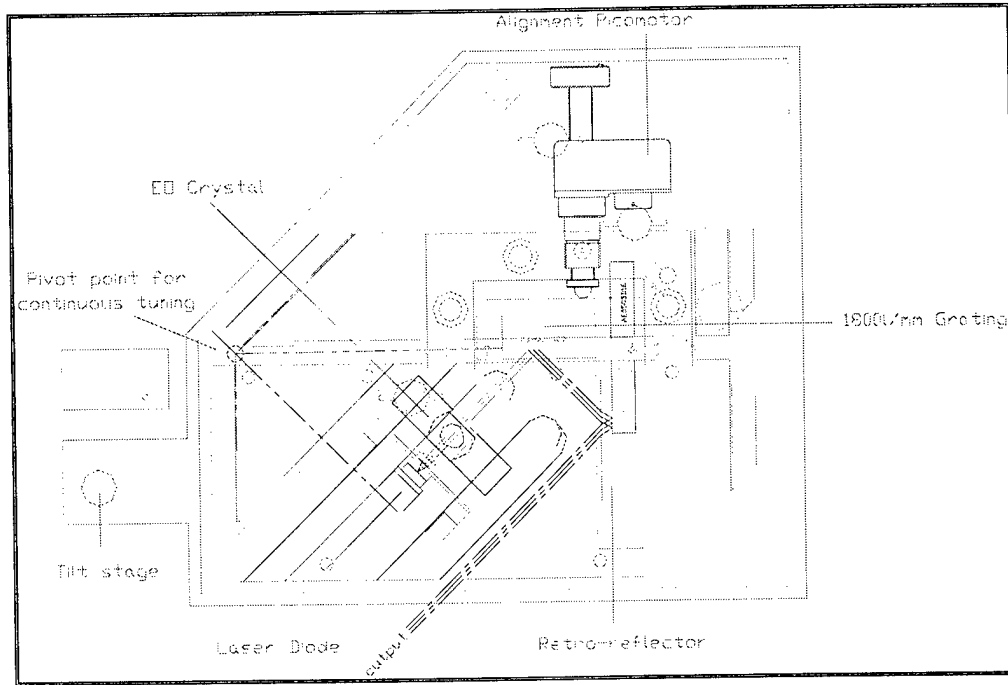 Alignment Picomotor
EO Crystal
Pivot point for
continuous tuning
1800l/mm Grating
Tilt stage
Laser Diode
output
Retro-reflector